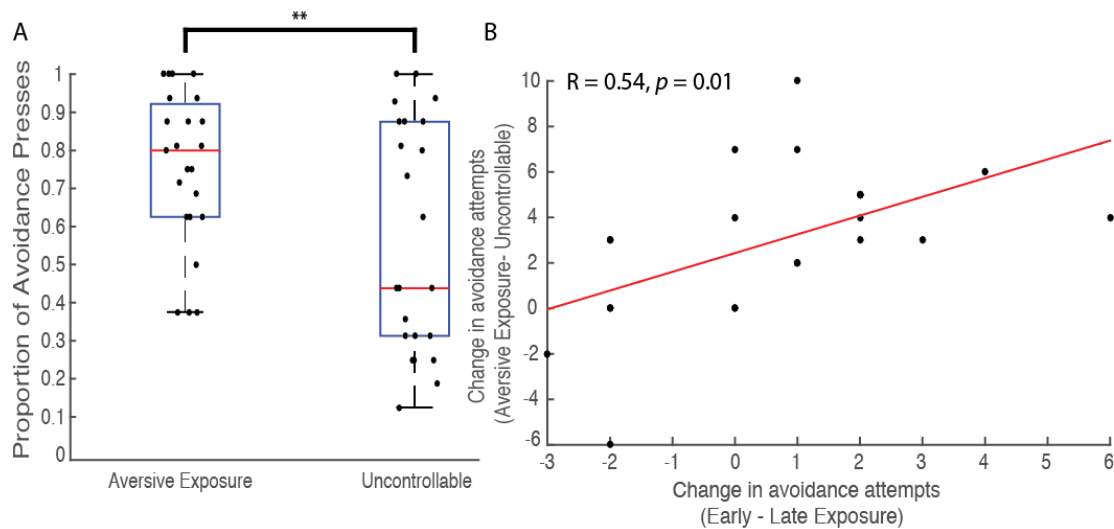 A
**
Proportion of Avoidance Presses
1
0.9
0.8
0.7
0.6
0.5
0.4
0.3
0.2
0.1
0
Aversive Exposure
Uncontrollable
B
R = 0.54, p = 0.01
Change in avoidance attempts
(Aversive Exposure- Uncontrollable)
10
8
6
4
2
0
-2
-4
-6
-3 -2 -1 0 1 2 3 4 5 6
Change in avoidance attempts
(Early - Late Exposure)